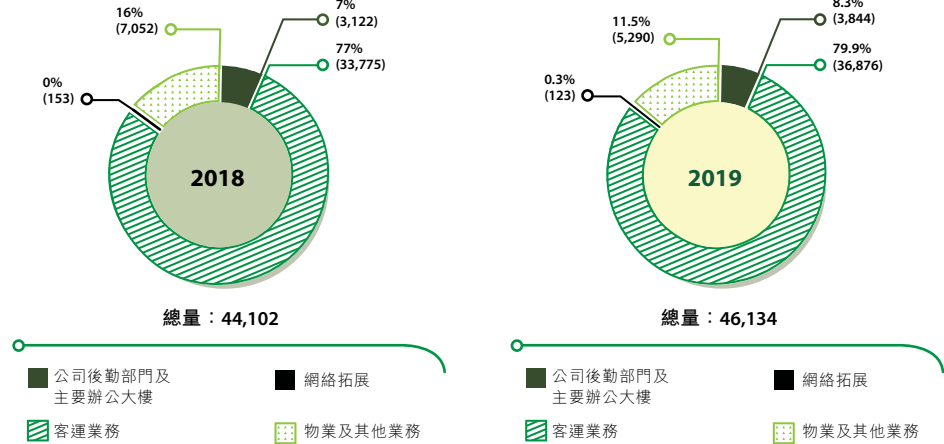 16%
(7,052)
7%
(3,122)
77%
(33,775)
0%
(153)
2018
總量：44,102
公司後勤部門及
主要辦公大樓
網絡拓展
客運業務
物業及其他業務
11.5%
(5,290)
8.3%
(3,844)
79.9%
(36,876)
0.3%
(123)
2019
總量：46,134
公司後勤部門及
主要辦公大樓
網絡拓展
客運業務
物業及其他業務